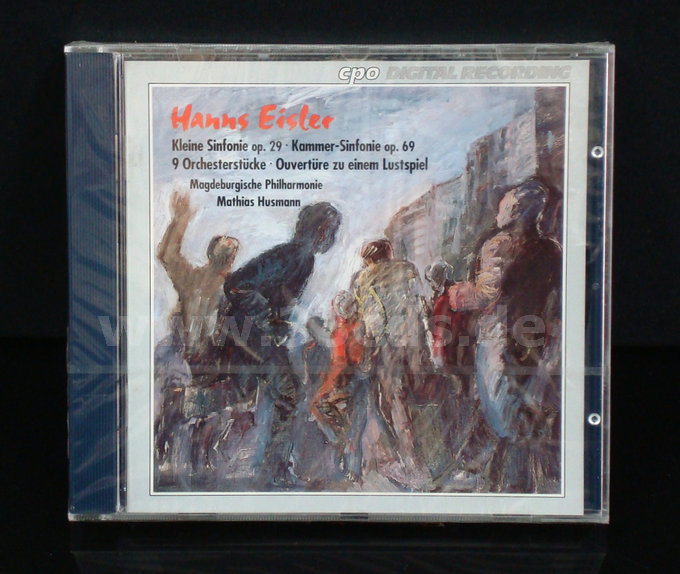 cpo DIGITAL RECORDING
Hanns Eisler
Kleine Sinfonie op. 29 · Kammer-Sinfonie op. 69
9 Orchesterstücke · Ouvertüre zu einem Lustspiel
Magdeburgische Philharmonie
Mathias Husmann